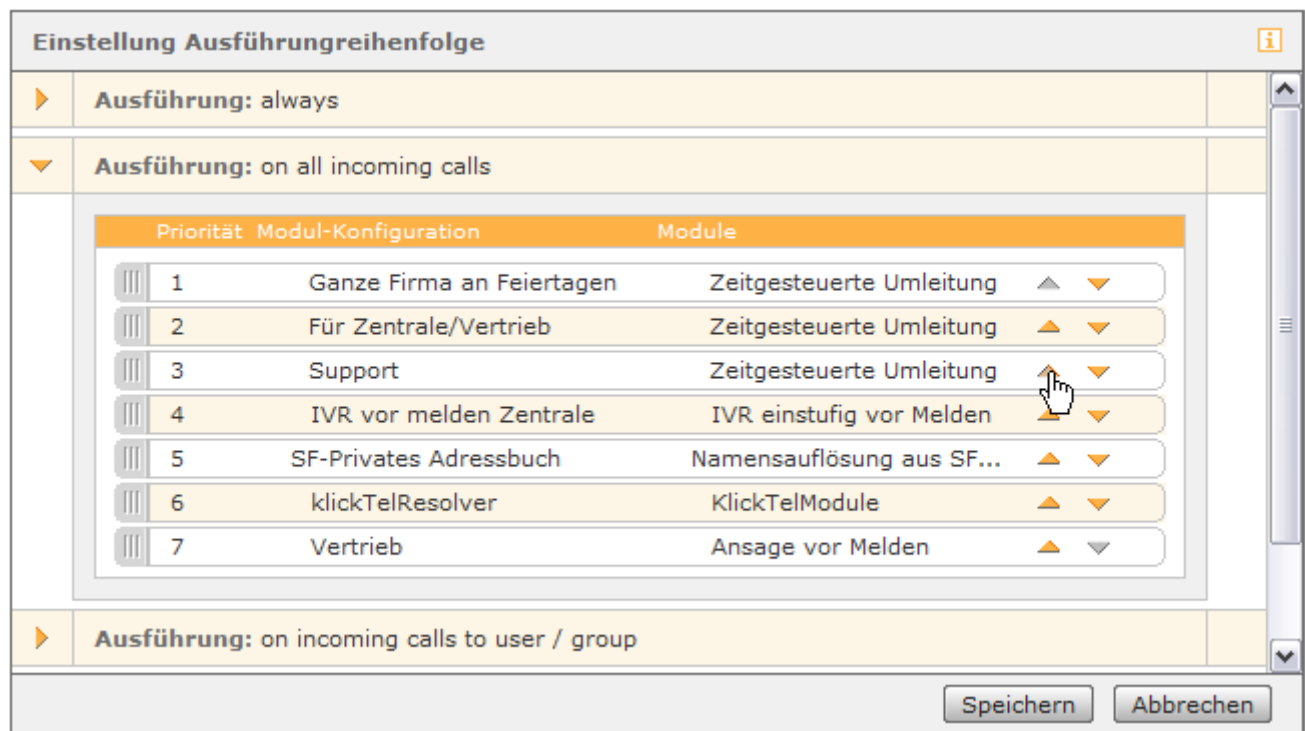 Einstellung Ausführungreihenfolge
Ausführung: always
Ausführung: on all incoming calls
Priorität Modul-Konfiguration Module
1 Ganze Firma an Feiertagen Zeitgesteuerte Umleitung
2 Für Zentrale/Vertrieb Zeitgesteuerte Umleitung
3 Support Zeitgesteuerte Umleitung
4 IVR vor melden Zentrale IVR einstufig vor Melden
5 SF-Privates Adressbuch Namensauflösung aus SF...
6 klickTelResolver KlickTelModule
7 Vertrieb Ansage vor Melden
Ausführung: on incoming calls to user / group
Speichern Abbrechen